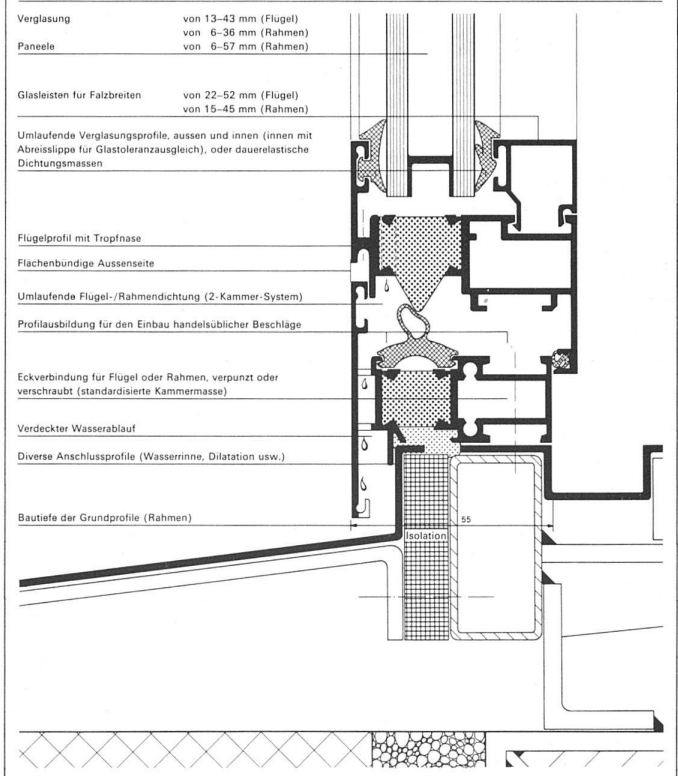 Verglasung von 13–43 mm (Flügel)
von 6–36 mm (Rahmen)
Paneele von 6–57 mm (Rahmen)
Glasleisten für Falzbreiten von 22–52 mm (Flügel)
von 15–45 mm (Rahmen)
Umlaufende Verglasungsprofile, aussen und innen (innen mit
Abreisslippe für Glastoleranzausgleich), oder dauerelastische
Dichtungsmassen
Flügelprofil mit Tropfnase
Flächenbündige Aussenseite
Umlaufende Flügel-/Rahmendichtung (2-Kammer-System)
Profilausbildung für den Einbau handelsüblicher Beschläge
Eckverbindung für Flügel oder Rahmen, verpunzt oder
verschraubt (standardisierte Kammermasse)
Verdeckter Wasserablauf
Diverse Anschlussprofile (Wasserrinne, Dilatation usw.)
Bautiefe der Grundprofile (Rahmen)
55
Isolation